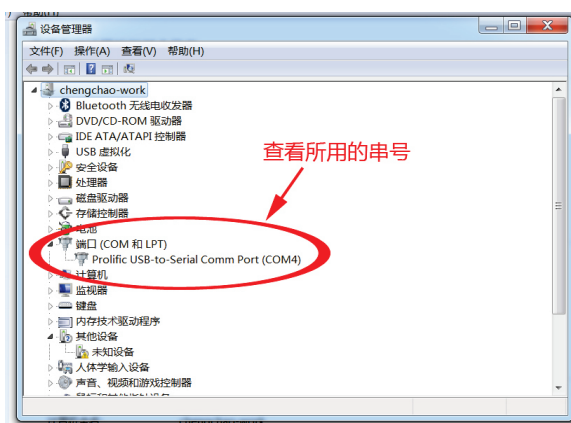 帮助(H)
设备管理器
文件(F) 操作(A) 查看(V) 帮助(H)
chengchao-work
Bluetooth 无线电收发器
DVD/CD-ROM 驱动器
IDE ATA/ATAPI 控制器
USB 虚拟化
查看所用的串号
安全设备
处理器
磁盘驱动器
存储控制器
电池
端口 (COM 和 LPT)
Prolific USB-to-Serial Comm Port (COM4)
计算机
监视器
键盘
内存技术驱动程序
其他设备
未知设备
人体学输入设备
声音、视频和游戏控制器